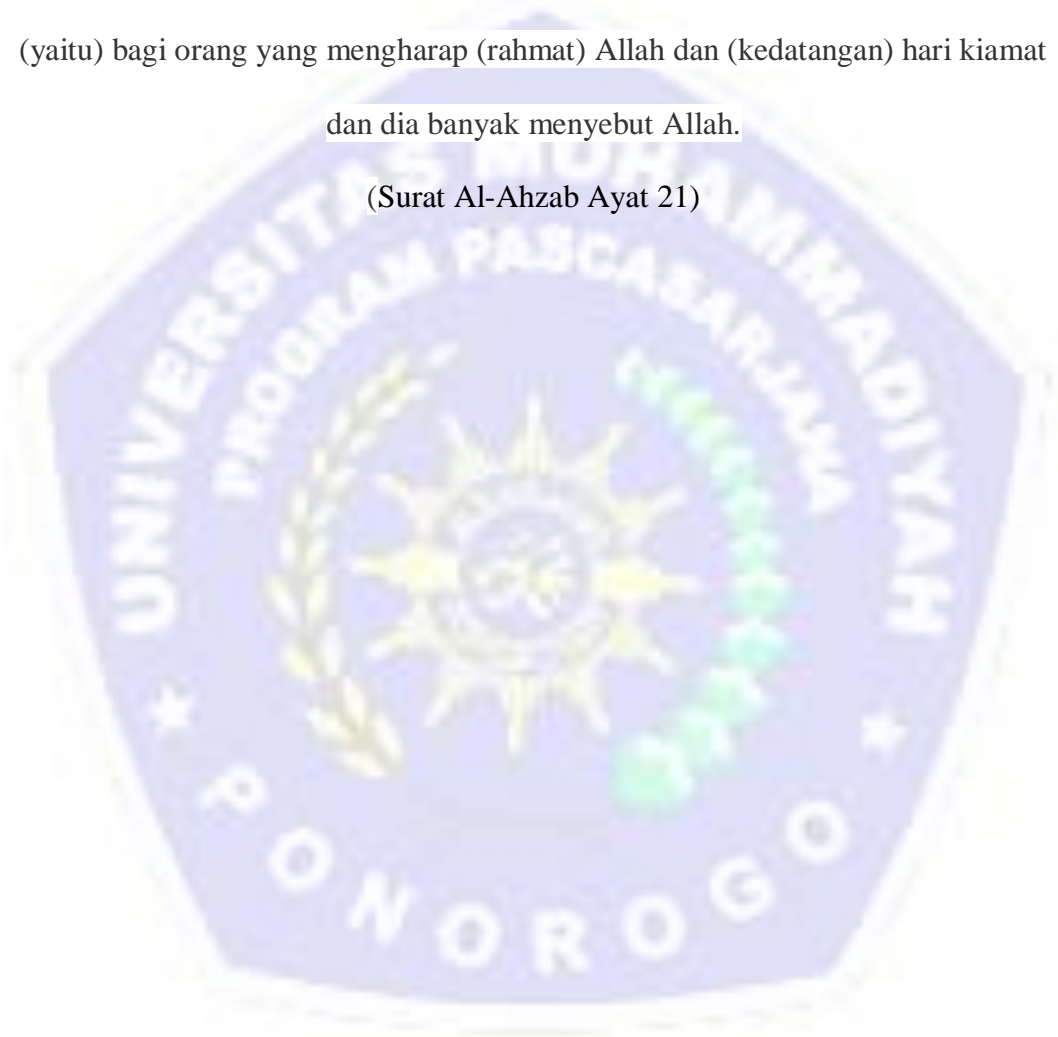 (yaitu) bagi orang yang mengharap (rahmat) Allah dan (kedatangan) hari kiamat
dan dia banyak menyebut Allah.
(Surat Al-Ahzab Ayat 21)
UNIVERSITAS MUHAMMADIYAH
PROGRAM PASCASARJANA
PONOROGO